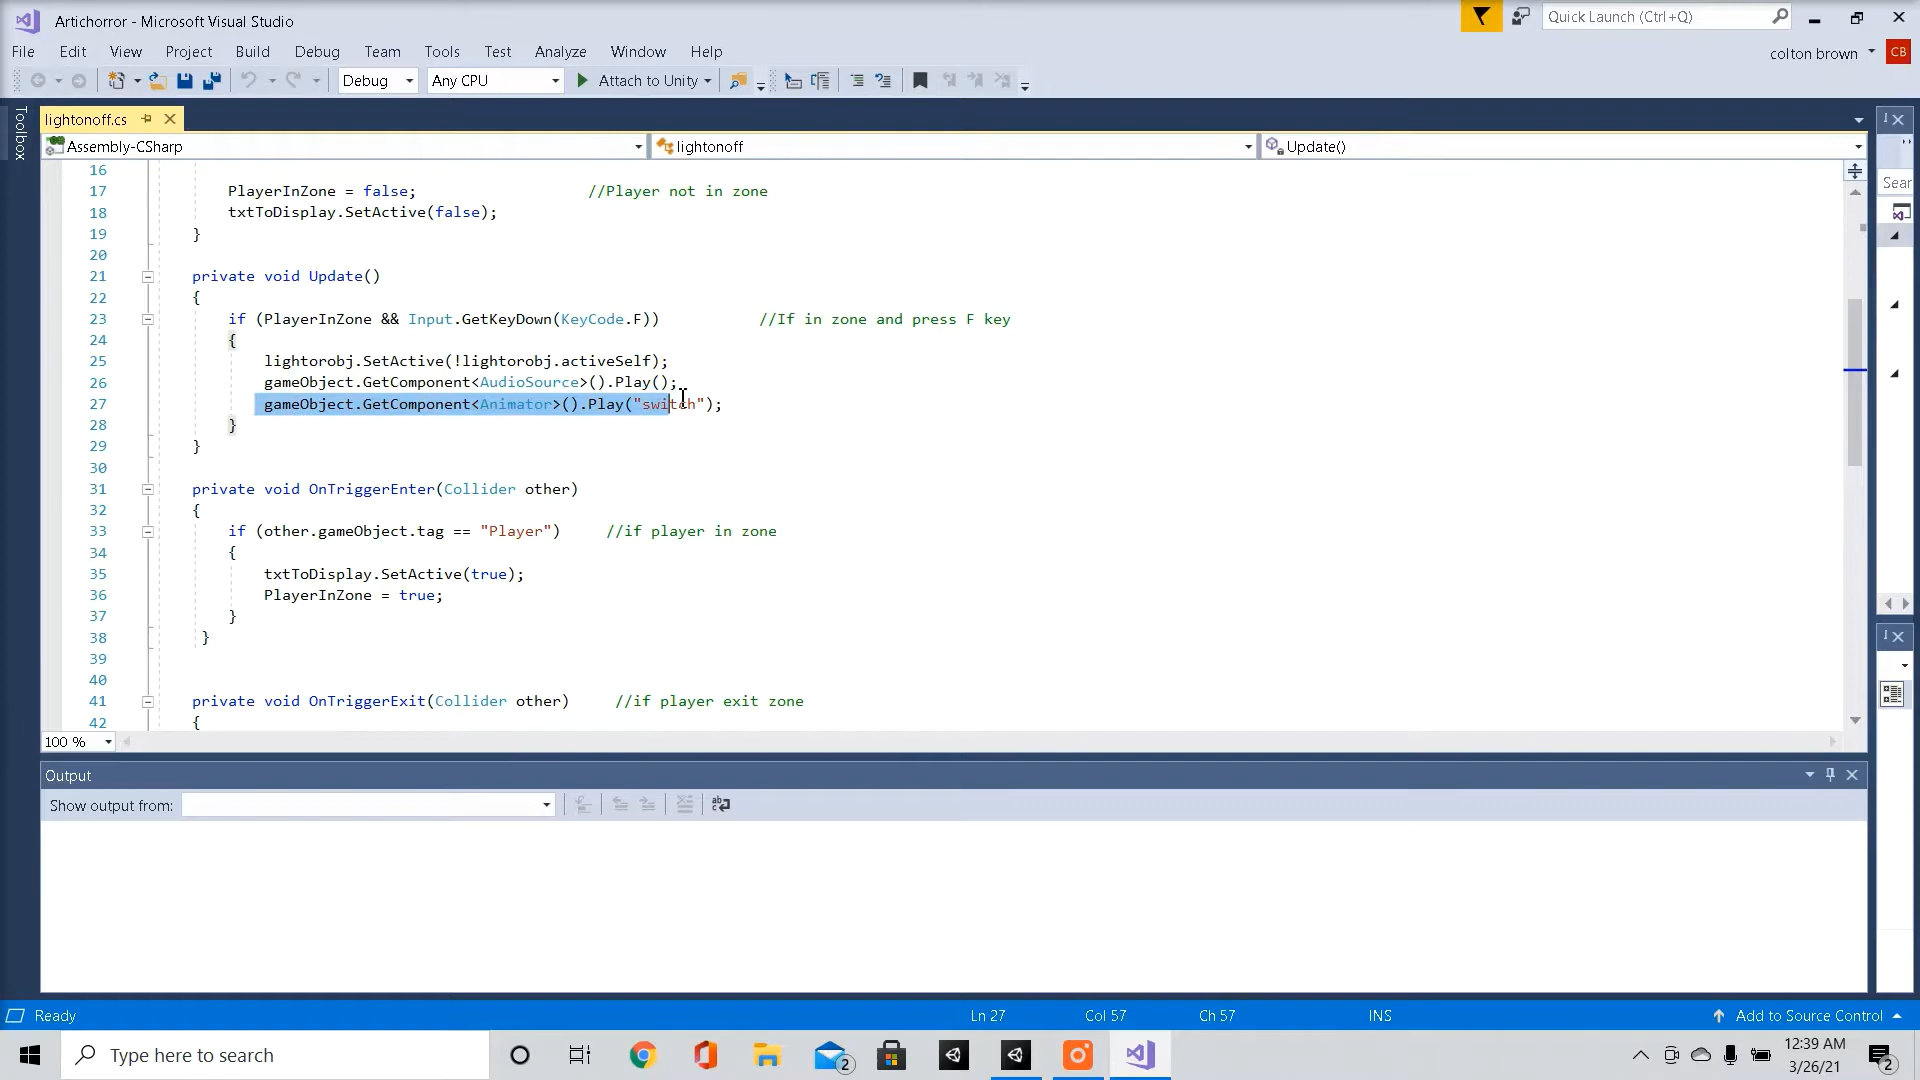 Artichorror - Microsoft Visual Studio
Quick Launch (Ctrl+Q)
File Edit View Project Build Debug Team Tools Test Analyze Window Help
colton brown CB
Debug Any CPU Attach to Unity
Toolbox
lightonoff.cs
Assembly-CSharp lightonoff Update()
Sear
16
17 PlayerInZone = false; //Player not in zone
18 txtToDisplay.SetActive(false);
19 }
20
21 private void Update()
22 {
23 if (PlayerInZone && Input.GetKeyDown(KeyCode.F)) //If in zone and press F key
24 {
25 lightorobj.SetActive(!lightorobj.activeSelf);
26 gameObject.GetComponent<AudioSource>().Play();
27 gameObject.GetComponent<Animator>().Play("switch");
28 }
29 }
30
31 private void OnTriggerEnter(Collider other)
32 {
33 if (other.gameObject.tag == "Player") //if player in zone
34 {
35 txtToDisplay.SetActive(true);
36 PlayerInZone = true;
37 }
38 }
39
40
41 private void OnTriggerExit(Collider other) //if player exit zone
42 {
100 %
Output
Show output from:
Ready Ln 27 Col 57 Ch 57 INS Add to Source Control
Type here to search
2
12:39 AM
3/26/21
2